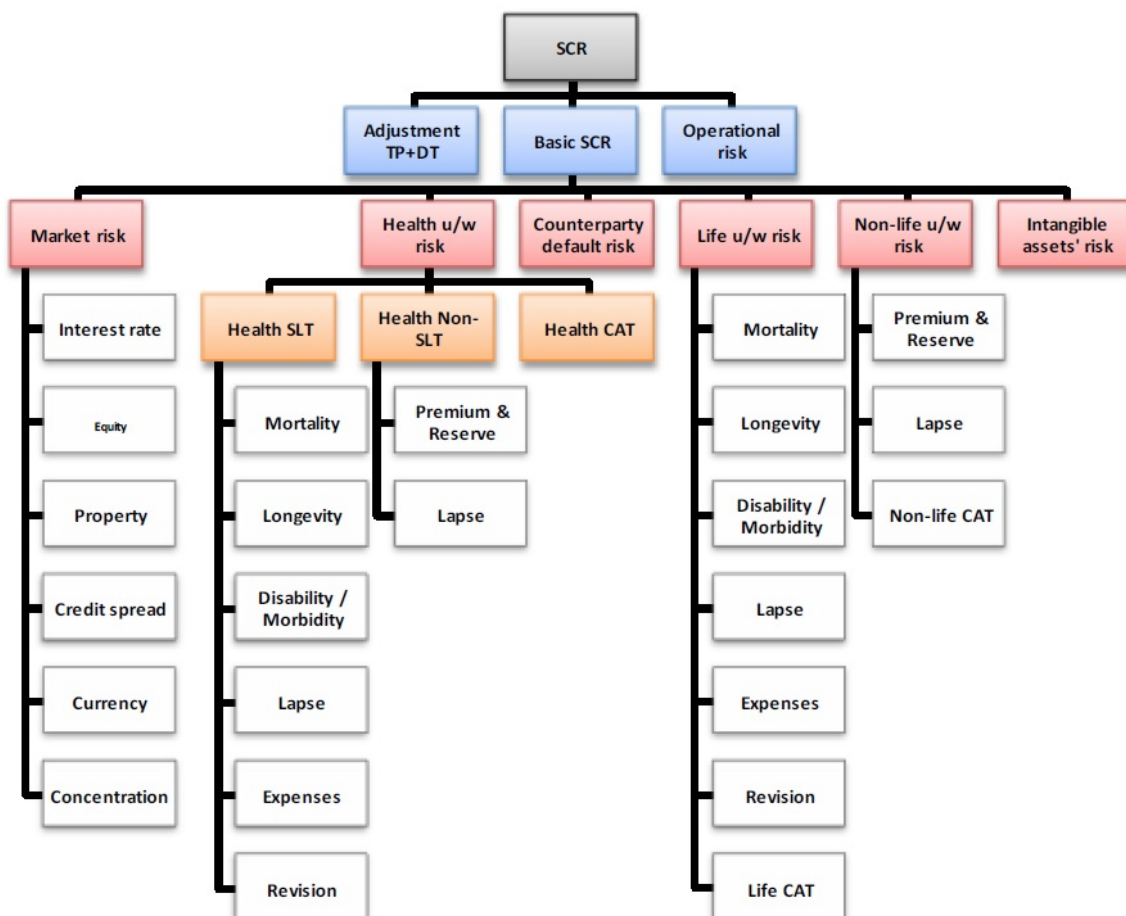 SCR
Adjustment
TP+DT
Basic SCR
Operational
risk
Market risk
Health u/w
risk
Counterparty
default risk
Life u/w risk
Non-life u/w
risk
Intangible
assets' risk
Interest rate
Equity
Property
Credit spread
Currency
Concentration
Health SLT
Mortality
Longevity
Disability /
Morbidity
Lapse
Expenses
Revision
Health Non-
SLT
Premium &
Reserve
Lapse
Health CAT
Mortality
Longevity
Disability /
Morbidity
Lapse
Expenses
Revision
Life CAT
Premium &
Reserve
Lapse
Non-life CAT